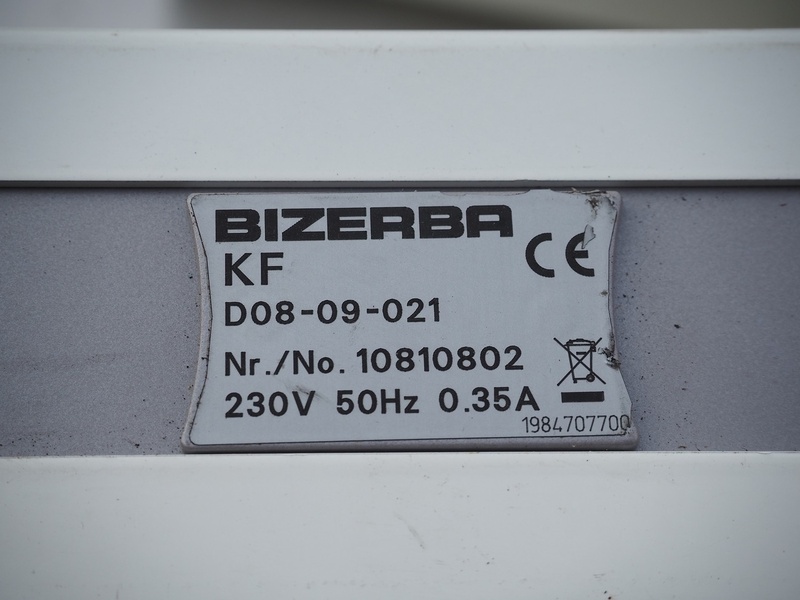 BIZERBA
KF
CE
D08-09-021
Nr./No. 10810802
230V 50Hz 0.35A
1984707700